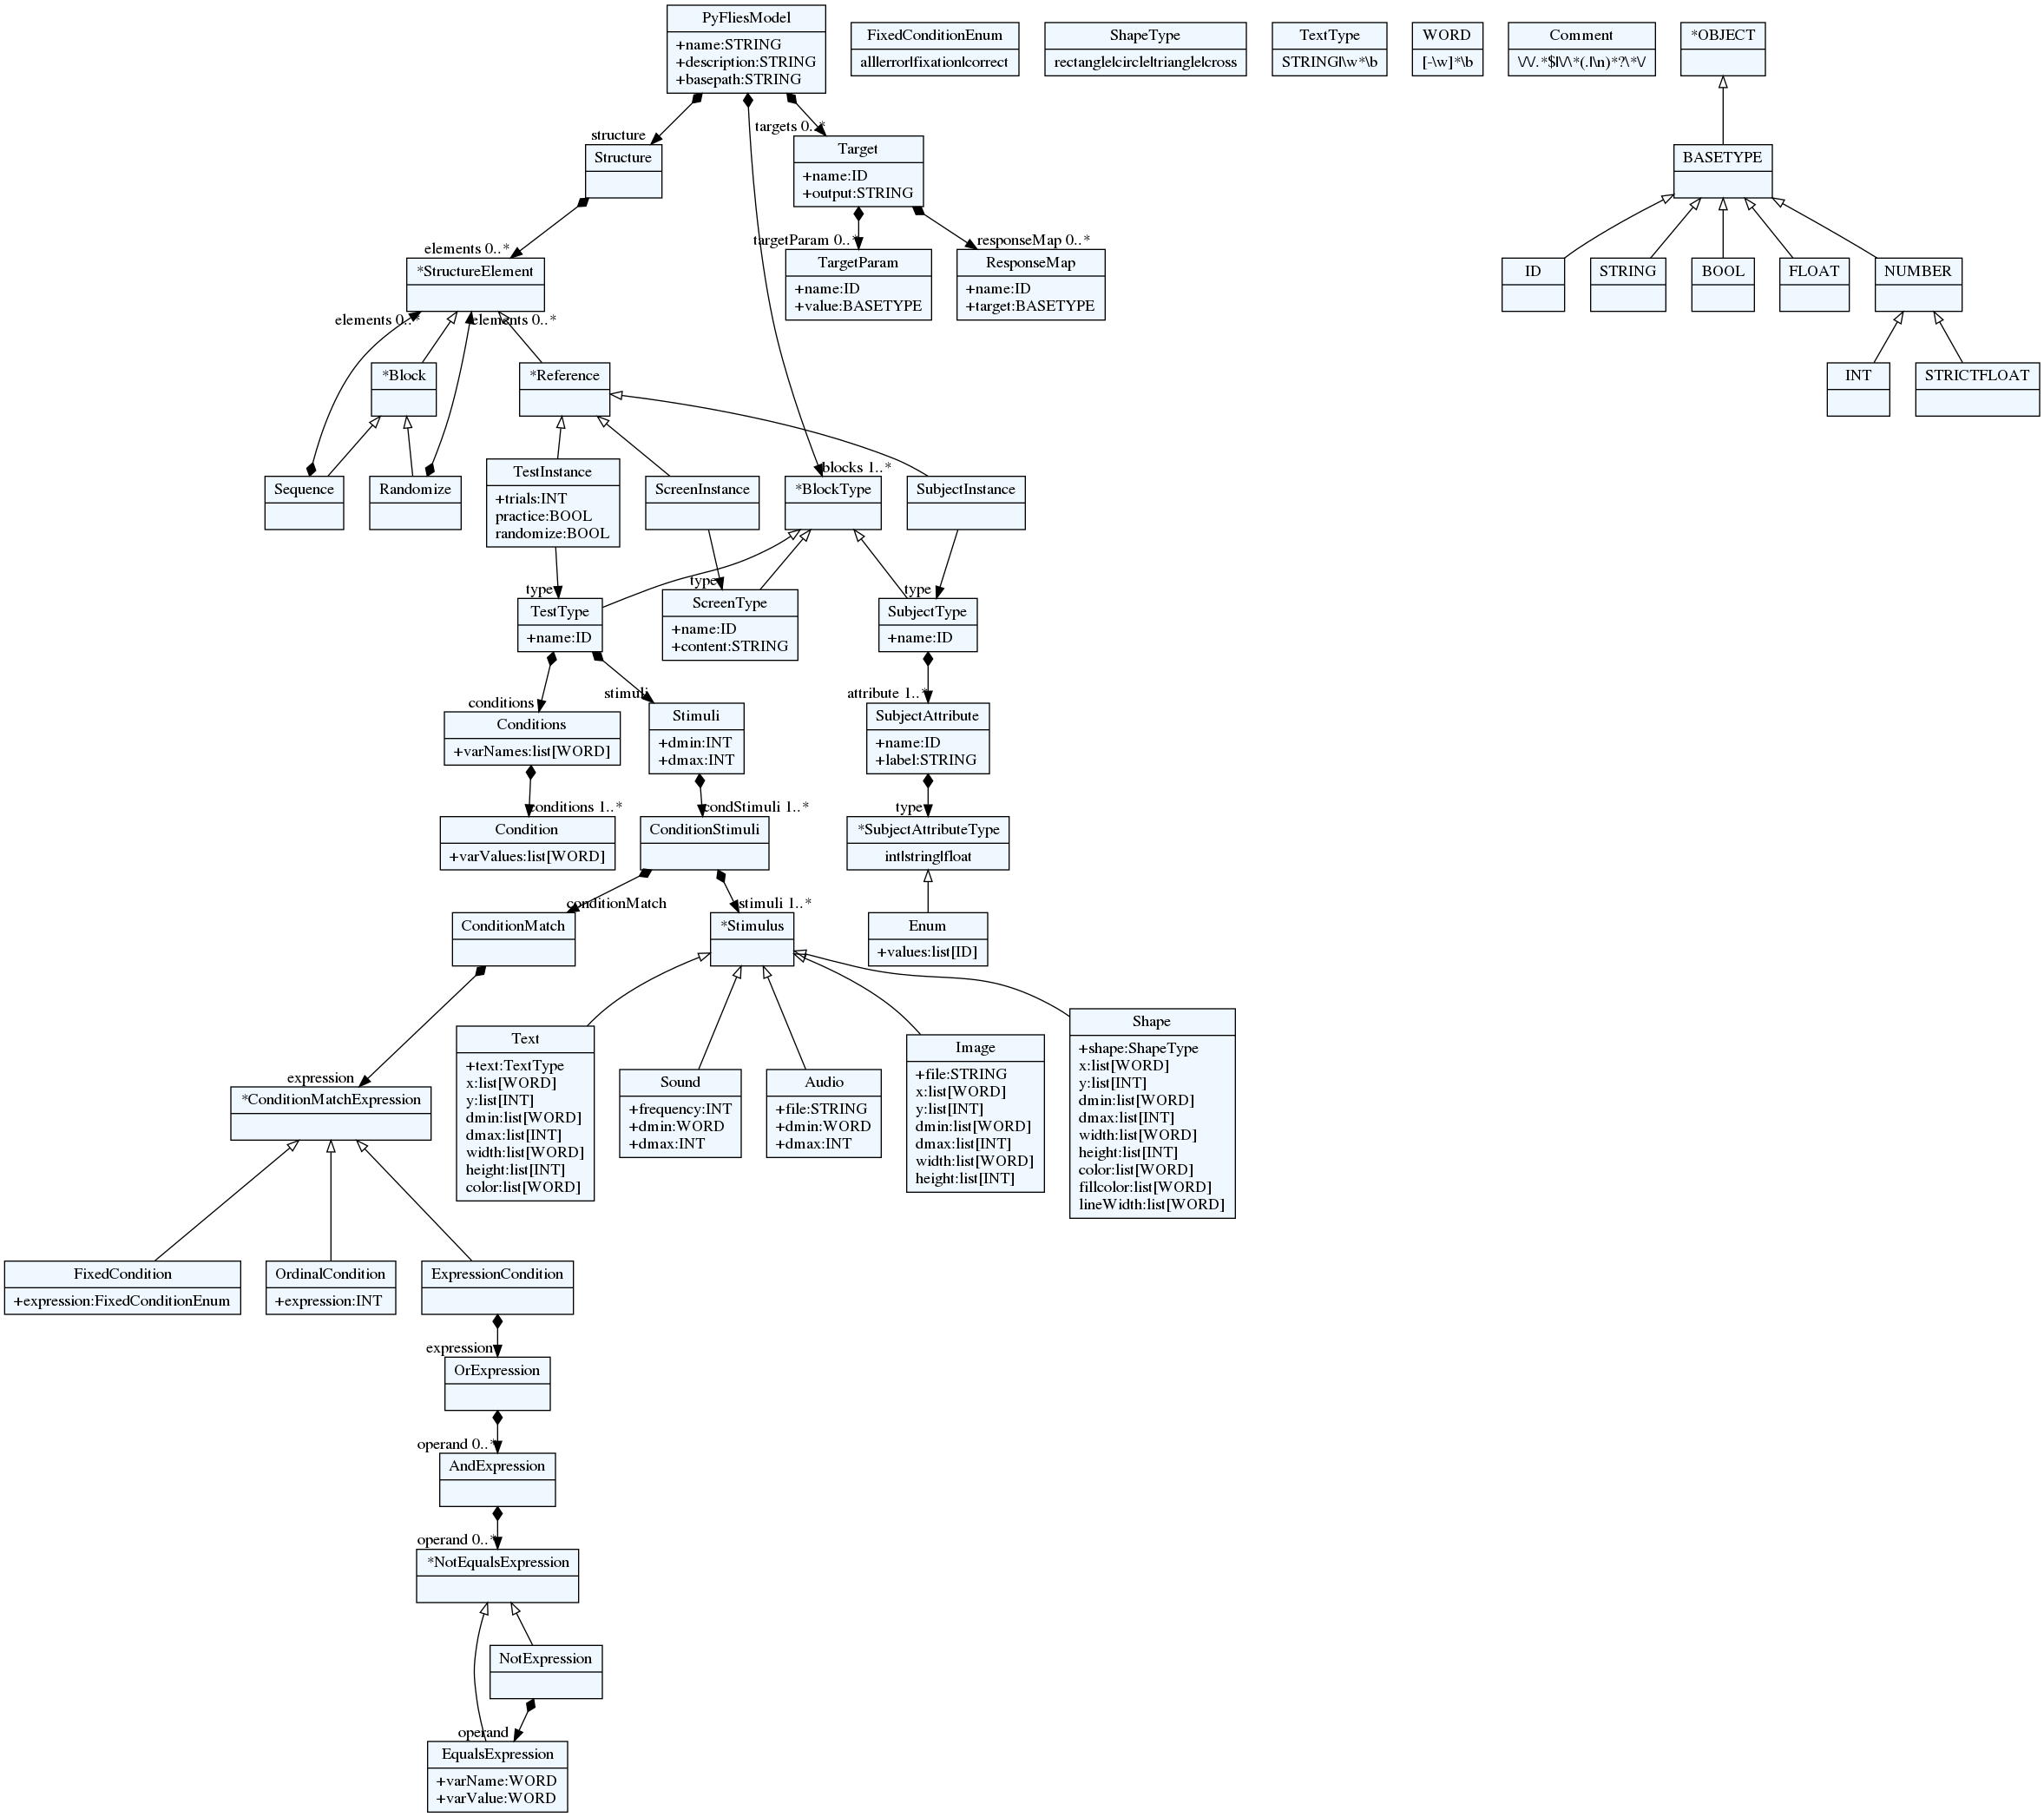 PyFliesModel
+name:STRING
+description:STRING
+basepath:STRING
FixedConditionEnum
all|error|fixation|correct
ShapeType
rectangle|circle|triangle|cross
TextType
STRING|\w*\b
WORD
[-\w]*\b
Comment
\/\/.*$|\/\*(.|\n)*?\*\/
*OBJECT
structure
targets 0..*
Structure
Target
+name:ID
+output:STRING
BASETYPE
elements 0..*
targetParam 0..*
responseMap 0..*
*StructureElement
TargetParam
+name:ID
+value:BASETYPE
ResponseMap
+name:ID
+target:BASETYPE
ID
STRING
BOOL
FLOAT
NUMBER
elements 0..*
elements 0..*
*Block
*Reference
INT
STRICTFLOAT
blocks 1..*
Sequence
Randomize
TestInstance
+trials:INT
practice:BOOL
randomize:BOOL
ScreenInstance
*BlockType
SubjectInstance
type
type
type
TestType
+name:ID
ScreenType
+name:ID
+content:STRING
SubjectType
+name:ID
conditions
stimuli
attribute 1..*
Conditions
+varNames:list[WORD]
Stimuli
+dmin:INT
+dmax:INT
SubjectAttribute
+name:ID
+label:STRING
conditions 1..*
condStimuli 1..*
type
Condition
+varValues:list[WORD]
ConditionStimuli
*SubjectAttributeType
int|string|float
conditionMatch
stimuli 1..*
ConditionMatch
*Stimulus
Enum
+values:list[ID]
expression
*ConditionMatchExpression
Text
+text:TextType
x:list[WORD]
y:list[INT]
dmin:list[WORD]
dmax:list[INT]
width:list[WORD]
height:list[INT]
color:list[WORD]
Sound
+frequency:INT
+dmin:WORD
+dmax:INT
Audio
+file:STRING
+dmin:WORD
+dmax:INT
Image
+file:STRING
x:list[WORD]
y:list[INT]
dmin:list[WORD]
dmax:list[INT]
width:list[WORD]
height:list[INT]
Shape
+shape:ShapeType
x:list[WORD]
y:list[INT]
dmin:list[WORD]
dmax:list[INT]
width:list[WORD]
height:list[INT]
color:list[WORD]
fillcolor:list[WORD]
lineWidth:list[WORD]
FixedCondition
+expression:FixedConditionEnum
OrdinalCondition
+expression:INT
ExpressionCondition
expression
OrExpression
operand 0..*
AndExpression
operand 0..*
*NotEqualsExpression
NotExpression
operand
EqualsExpression
+varName:WORD
+varValue:WORD